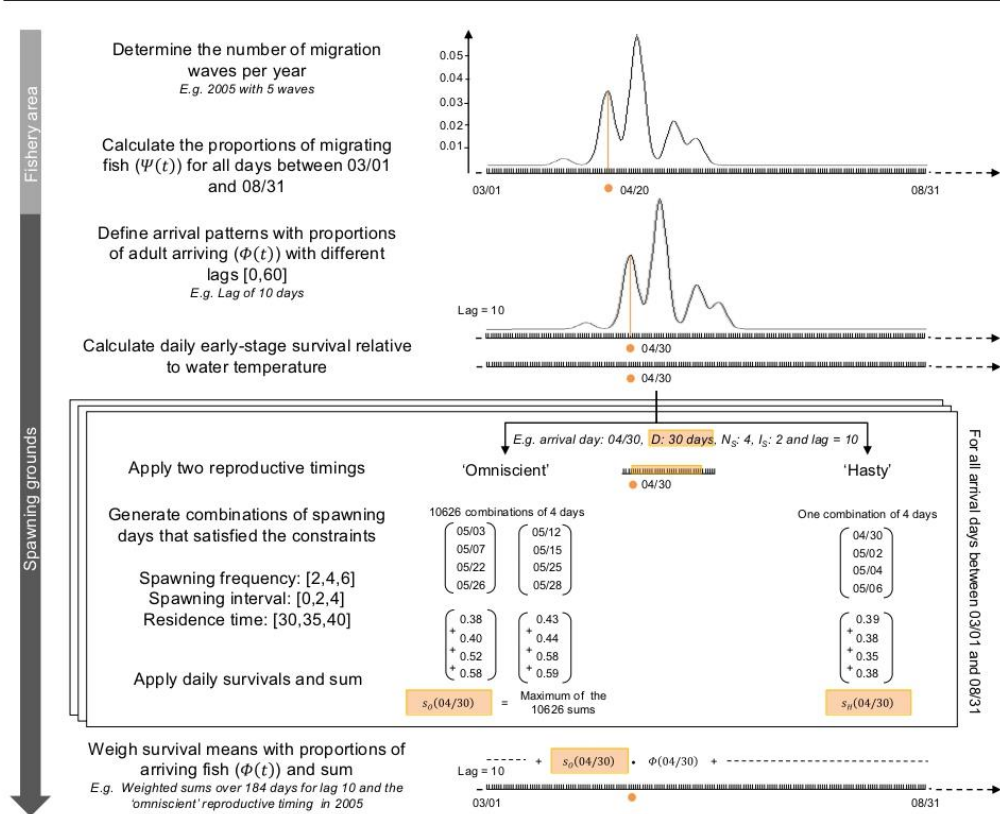 Fishery area
Spawning grounds
Determine the number of migration
waves per year
E.g. 2005 with 5 waves
Calculate the proportions of migrating
fish (Ψ(t)) for all days between 03/01
and 08/31
0.05
0.04
0.03
0.02
0.01
03/01
04/20
08/31
Define arrival patterns with proportions
of adult arriving (Φ(t)) with different
lags [0,60]
E.g. Lag of 10 days
Lag = 10
04/30
Calculate daily early-stage survival relative
to water temperature
04/30
E.g. arrival day: 04/30, D: 30 days, N_S: 4, I_S: 2 and lag = 10
Apply two reproductive timings
'Omniscient'
04/30
'Hasty'
Generate combinations of spawning
days that satisfied the constraints
Spawning frequency: [2,4,6]
Spawning interval: [0,2,4]
Residence time: [30,35,40]
10626 combinations of 4 days
05/03 05/12
05/07 05/15
05/22 05/25
05/26 05/28
One combination of 4 days
04/30
05/02
05/04
05/06
Apply daily survivals and sum
0.38 0.43
+ 0.40 + 0.44
+ 0.52 + 0.58
+ 0.58 + 0.59
0.39
+ 0.38
+ 0.35
+ 0.38
s_O(04/30) = Maximum of the
10626 sums
s_H(04/30)
For all arrival days between 03/01 and 08/31
Weigh survival means with proportions of
arriving fish (Φ(t)) and sum
E.g. Weighted sums over 184 days for lag 10 and the
'omniscient' reproductive timing in 2005
Lag = 10
+ s_O(04/30) • Φ(04/30) +
03/01
08/31